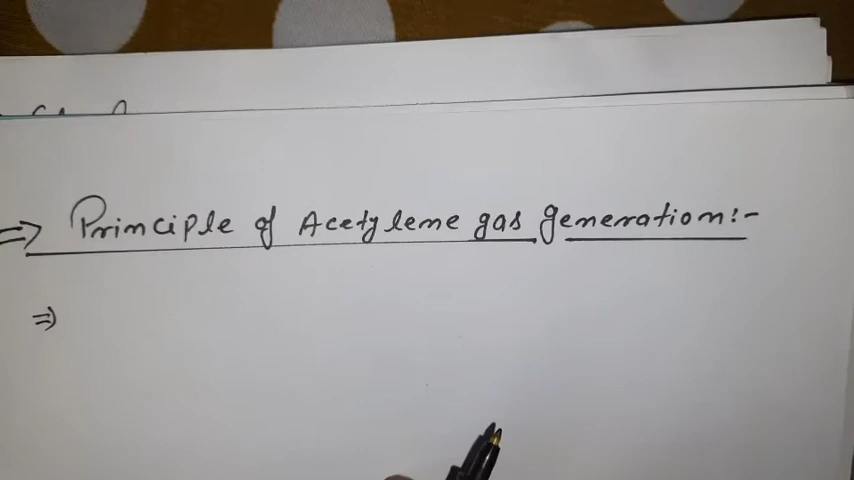 => Principle of Acetylene gas generation:-
=>